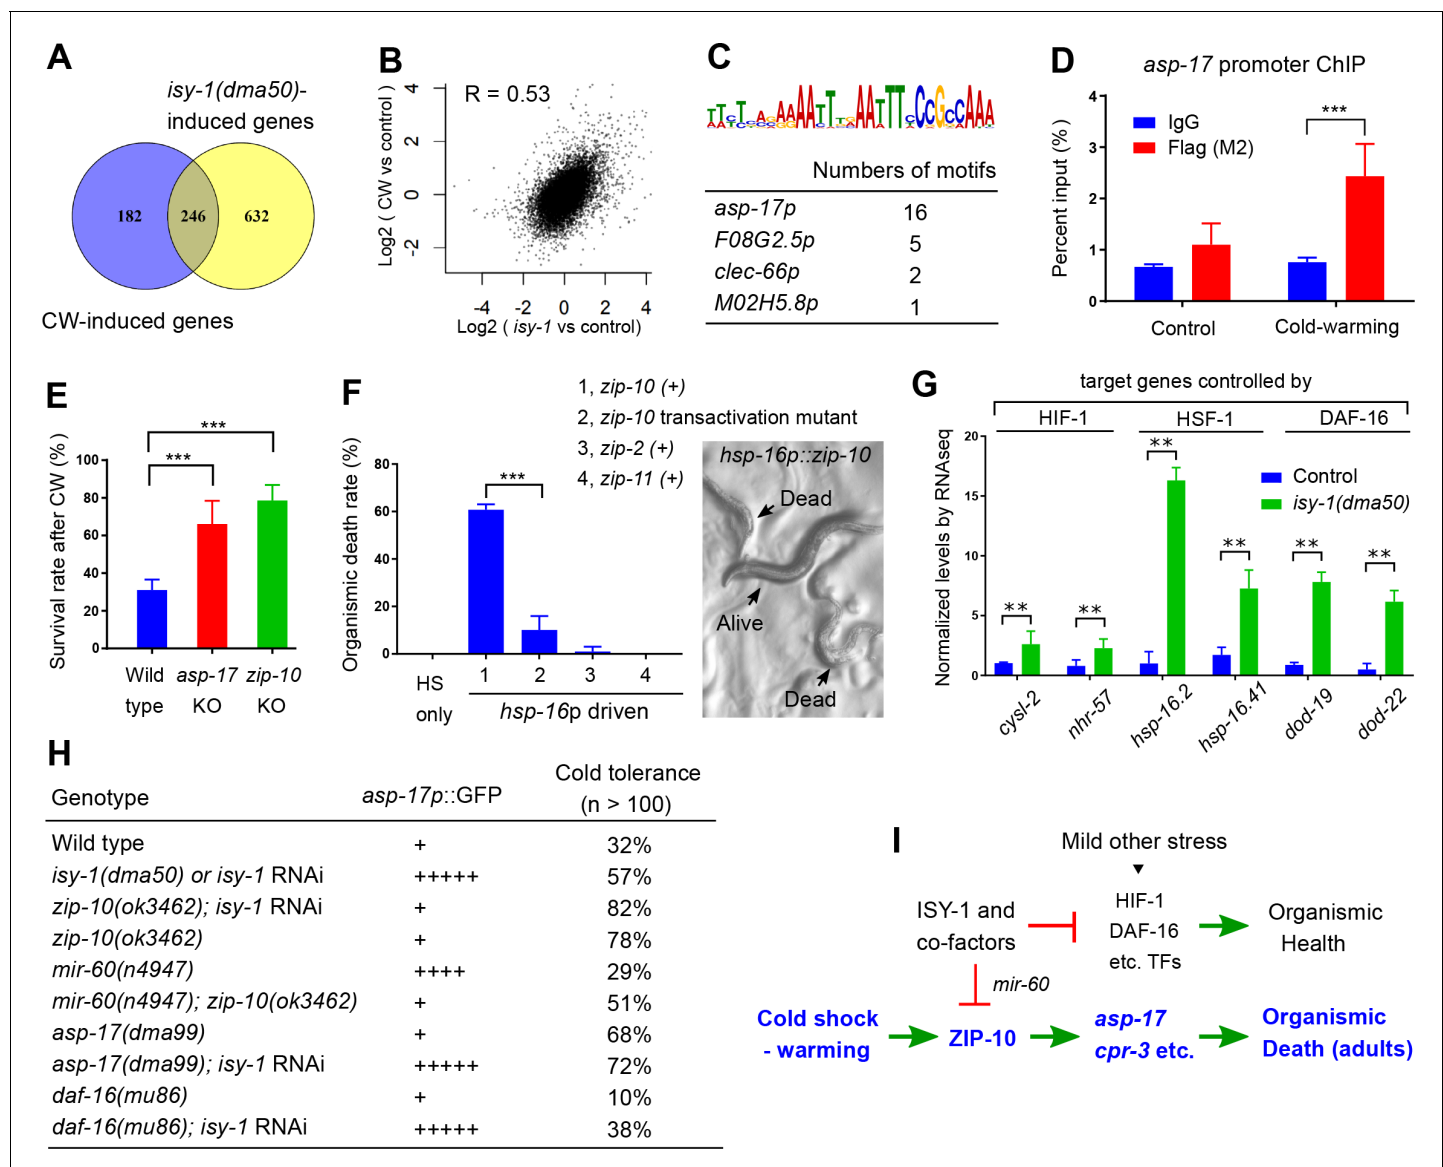 A
isy-1(dma50)-
induced genes
182
246
632
CW-induced genes
B
R = 0.53
Log2 ( CW vs control )
4
2
0
-2
-4
-2
0
2
4
Log2 ( isy-1 vs control)
C
Numbers of motifs
asp-17p 16
F08G2.5p 5
clec-66p 2
M02H5.8p 1
D
asp-17 promoter ChIP
IgG
Flag (M2)
***
Percent input (%)
4
3
2
1
0
Control
Cold-warming
E
Survival rate after CW (%)
100
80
60
40
20
0
***
***
Wild type
asp-17 KO
zip-10 KO
F
1, zip-10 (+)
2, zip-10 transactivation mutant
3, zip-2 (+)
4, zip-11 (+)
Organismic death rate (%)
80
60
40
20
0
***
HS only
1
2
3
4
hsp-16p driven
hsp-16p::zip-10
Dead
Alive
Dead
G
target genes controlled by
HIF-1
HSF-1
DAF-16
Normalized levels by RNAseq
20
15
10
5
0
Control
isy-1(dma50)
**
**
**
**
**
**
cysl-2
nhr-57
hsp-16.2
hsp-16.41
dod-19
dod-22
H
Genotype asp-17p::GFP Cold tolerance (n > 100)
Wild type + 32%
isy-1(dma50) or isy-1 RNAi +++++ 57%
zip-10(ok3462); isy-1 RNAi + 82%
zip-10(ok3462) + 78%
mir-60(n4947) ++++ 29%
mir-60(n4947); zip-10(ok3462) + 51%
asp-17(dma99) + 68%
asp-17(dma99); isy-1 RNAi +++++ 72%
daf-16(mu86) + 10%
daf-16(mu86); isy-1 RNAi +++++ 38%
I
Mild other stress
ISY-1 and
co-factors
HIF-1
DAF-16
etc. TFs
Organismic
Health
mir-60
Cold shock
- warming
ZIP-10
asp-17
cpr-3 etc.
Organismic
Death (adults)